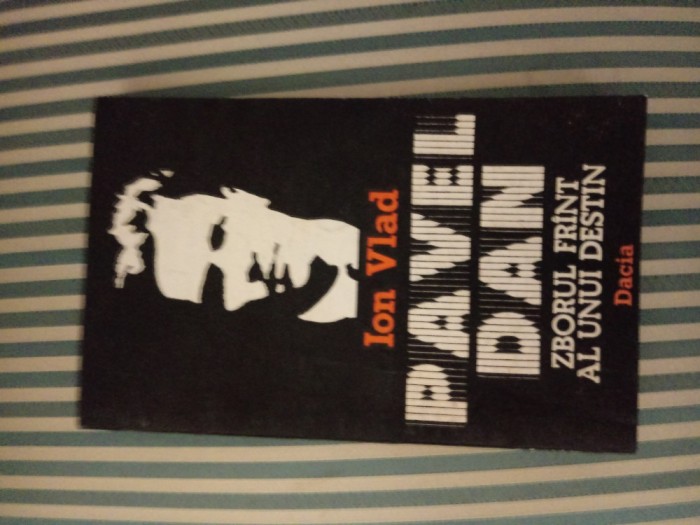 Ion Vlad
PAVEL
DAN
ZBORUL FRÎNT
AL UNUI DESTIN
Dacia